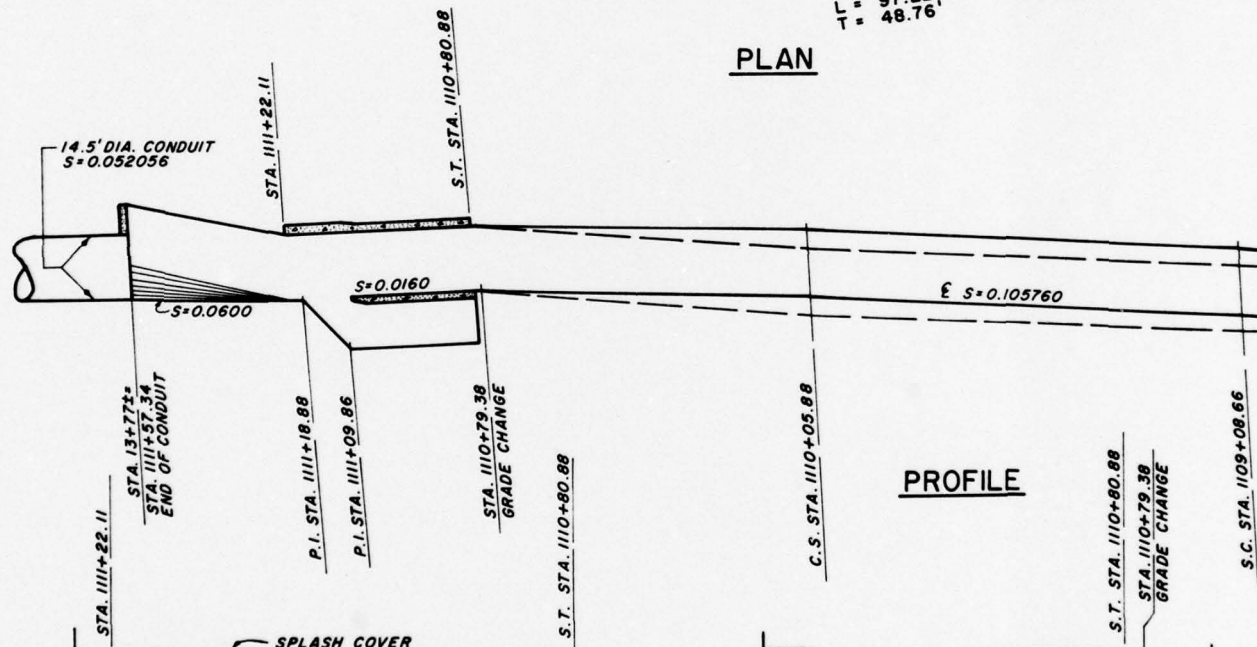 T = 48.76
PLAN
STA. 1111+22.11
S.T. STA. 1110+80.88
14.5' DIA. CONDUIT
S=0.052056
S=0.0600
S=0.0160
℄ S=0.105760
STA. 13+77±=
STA. 1111+57.34
END OF CONDUIT
P.I. STA. 1111+18.88
P.I. STA. 1111+09.86
STA. 1110+79.38
GRADE CHANGE
C.S. STA. 1110+05.88
S.C. STA. 1109+08.66
PROFILE
STA. 1111+22.11
S.T. STA. 1110+80.88
S.T. STA. 1110+80.88
STA. 1110+79.38
GRADE CHANGE
SPLASH COVER